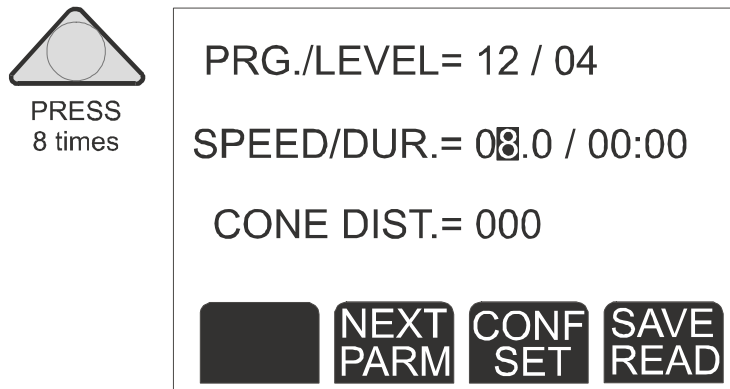 PRESS
8 times
PRG./LEVEL= 12 / 04
SPEED/DUR.= 08.0 / 00:00
CONE DIST.= 000
NEXT PARM
CONF SET
SAVE READ